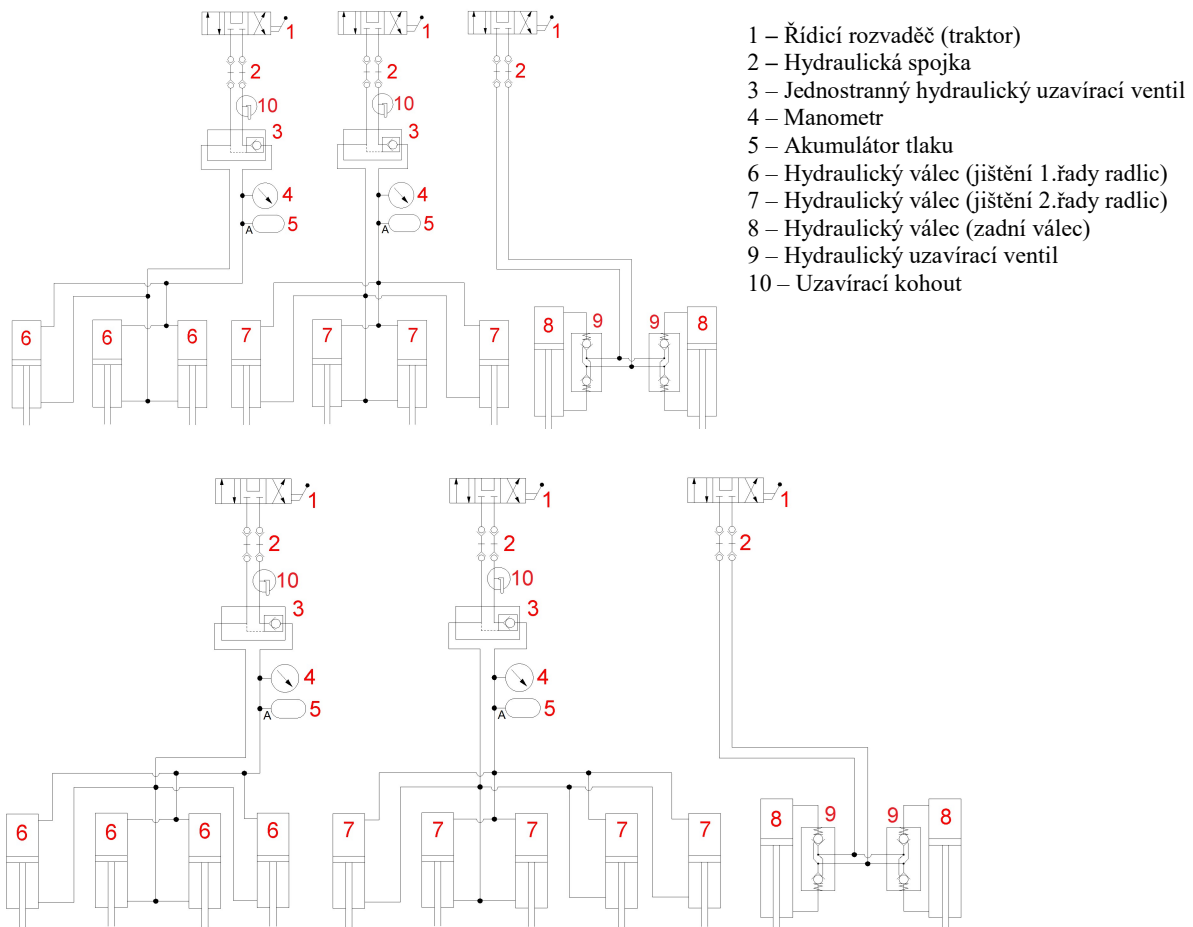 1 1 1
2 2 2
10 10
3 3
4 4
A 5 A 5
6 6 6 7 7 7 7 8 9 9 8
1 – Řídicí rozvaděč (traktor)
2 – Hydraulická spojka
3 – Jednostranný hydraulický uzavírací ventil
4 – Manometr
5 – Akumulátor tlaku
6 – Hydraulický válec (jištění 1.řady radlic)
7 – Hydraulický válec (jištění 2.řady radlic)
8 – Hydraulický válec (zadní válec)
9 – Hydraulický uzavírací ventil
10 – Uzavírací kohout
1 1 1
2 2 2
10 10
3 3
4 4
A 5 A 5
6 6 6 6 7 7 7 7 7 8 9 9 8